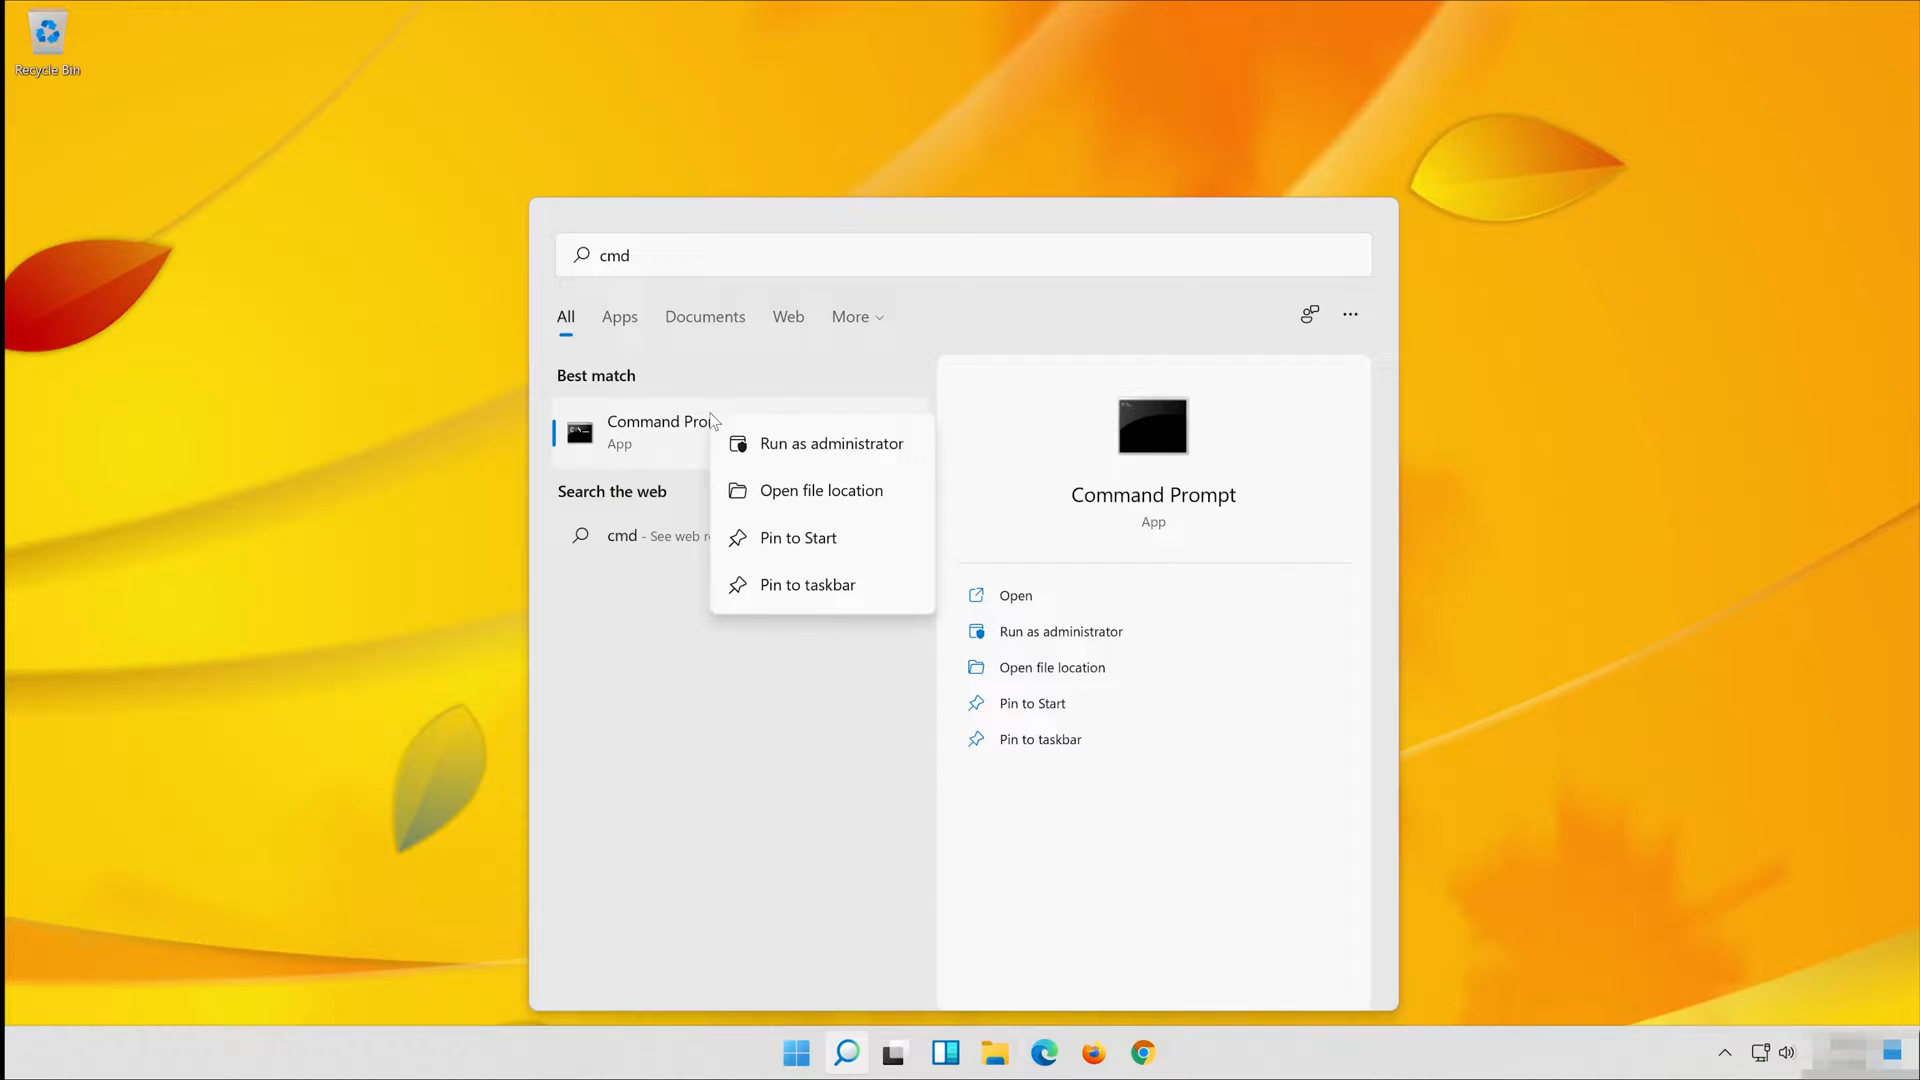 Recycle Bin
cmd
All Apps Documents Web More
Best match
Command Pro
App
Search the web
cmd - See web
Run as administrator
Open file location
Pin to Start
Pin to taskbar
Command Prompt
App
Open
Run as administrator
Open file location
Pin to Start
Pin to taskbar